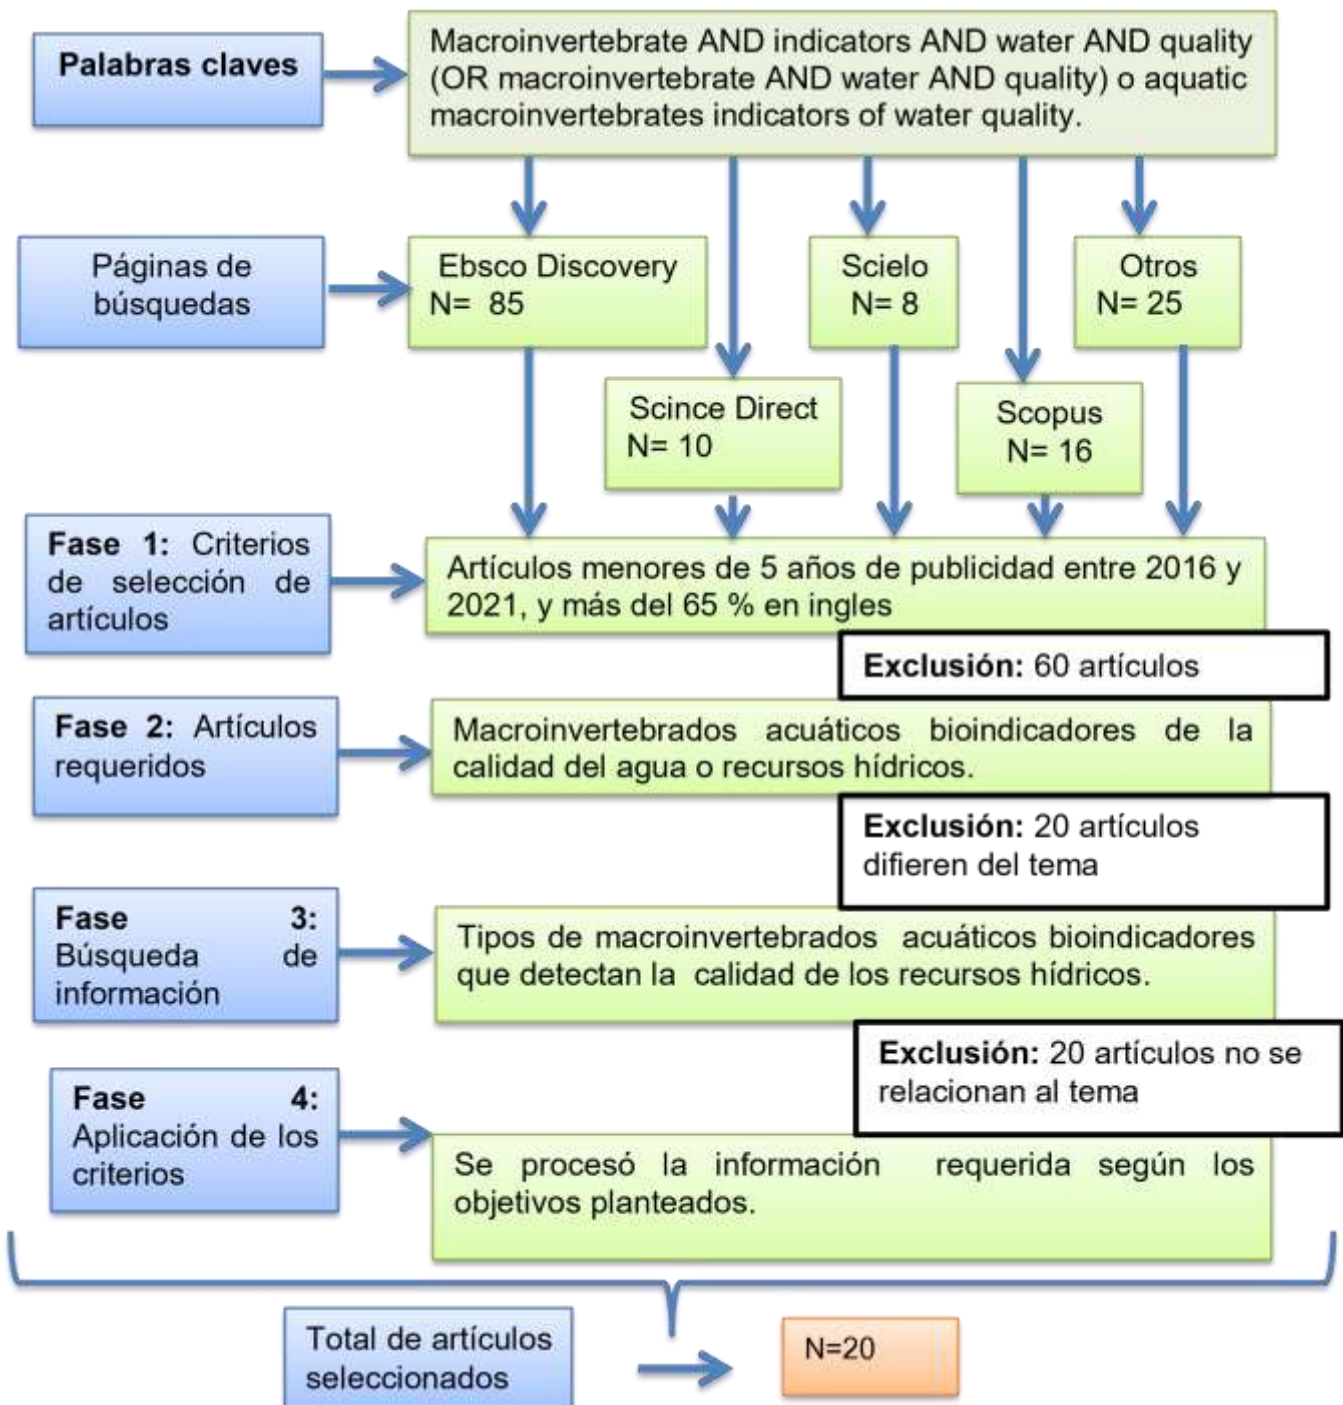 Palabras claves
Macroinvertebrate AND indicators AND water AND quality
(OR macroinvertebrate AND water AND quality) o aquatic
macroinvertebrates indicators of water quality.
Páginas de
búsquedas
Ebsco Discovery
N= 85
Scielo
N= 8
Otros
N= 25
Scince Direct
N= 10
Scopus
N= 16
Fase 1: Criterios
de selección de
artículos
Artículos menores de 5 años de publicidad entre 2016 y
2021, y más del 65 % en ingles
Exclusión: 60 artículos
Fase 2: Artículos
requeridos
Macroinvertebrados acuáticos bioindicadores de la
calidad del agua o recursos hídricos.
Exclusión: 20 artículos
difieren del tema
Fase 3:
Búsqueda de
información
Tipos de macroinvertebrados acuáticos bioindicadores
que detectan la calidad de los recursos hídricos.
Exclusión: 20 artículos no se
relacionan al tema
Fase 4:
Aplicación de los
criterios
Se procesó la información requerida según los
objetivos planteados.
Total de artículos
seleccionados
N=20